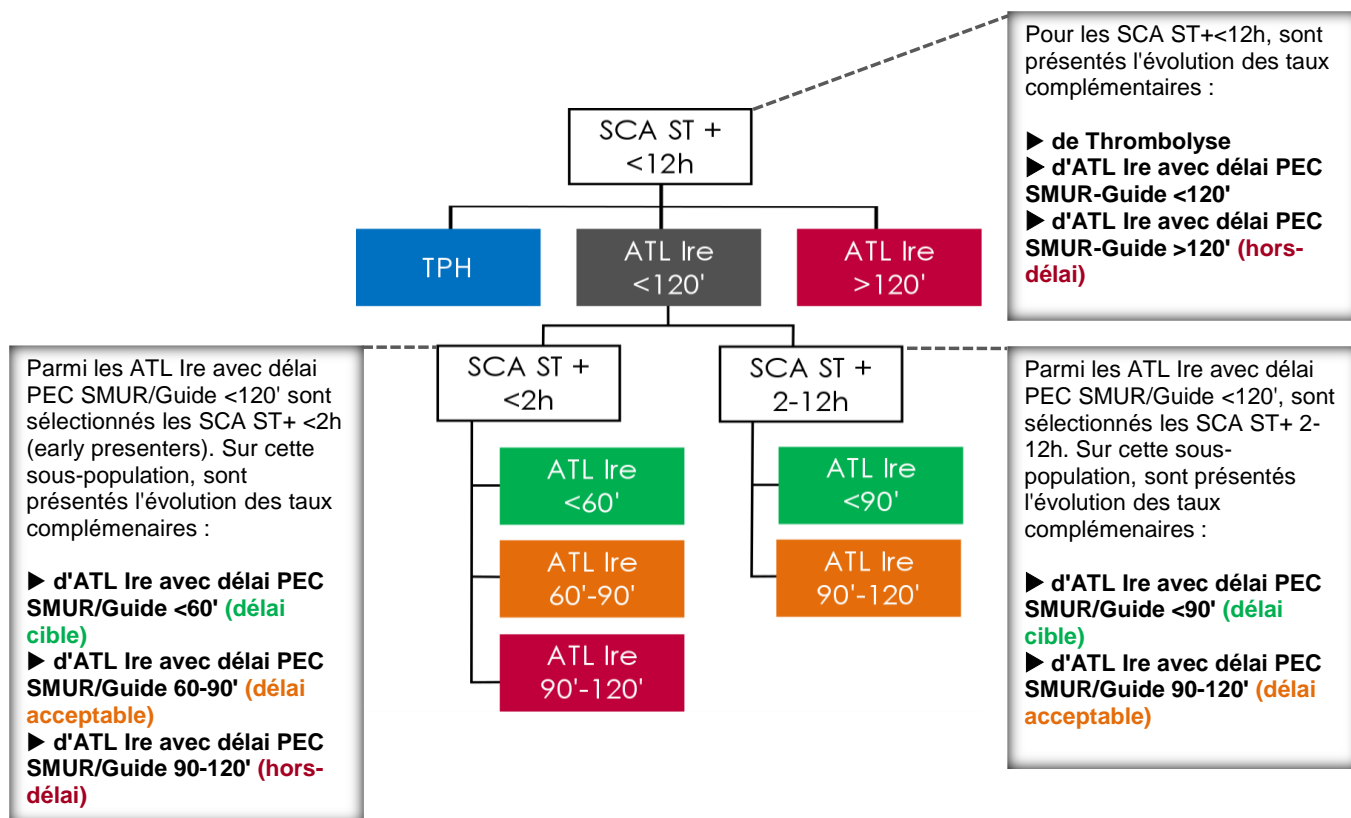 Pour les SCA ST+<12h, sont
présentés l'évolution des taux
complémentaires :
▶ de Thrombolyse
▶ d'ATL Ire avec délai PEC
SMUR-Guide <120'
▶ d'ATL Ire avec délai PEC
SMUR-Guide >120' (hors-
délai)
SCA ST +
<12h
TPH
ATL Ire
<120'
ATL Ire
>120'
Parmi les ATL Ire avec délai
PEC SMUR/Guide <120' sont
sélectionnés les SCA ST+ <2h
(early presenters). Sur cette
sous-population, sont
présentés l'évolution des taux
complémenaires :
▶ d'ATL Ire avec délai PEC
SMUR/Guide <60' (délai
cible)
▶ d'ATL Ire avec délai PEC
SMUR/Guide 60-90' (délai
acceptable)
▶ d'ATL Ire avec délai PEC
SMUR/Guide 90-120' (hors-
délai)
SCA ST +
<2h
ATL Ire
<60'
ATL Ire
60'-90'
ATL Ire
90'-120'
SCA ST +
2-12h
ATL Ire
<90'
ATL Ire
90'-120'
Parmi les ATL Ire avec délai
PEC SMUR/Guide <120', sont
sélectionnés les SCA ST+ 2-
12h. Sur cette sous-
population, sont présentés
l'évolution des taux
complémenaires :
▶ d'ATL Ire avec délai PEC
SMUR/Guide <90' (délai
cible)
▶ d'ATL Ire avec délai PEC
SMUR/Guide 90-120' (délai
acceptable)